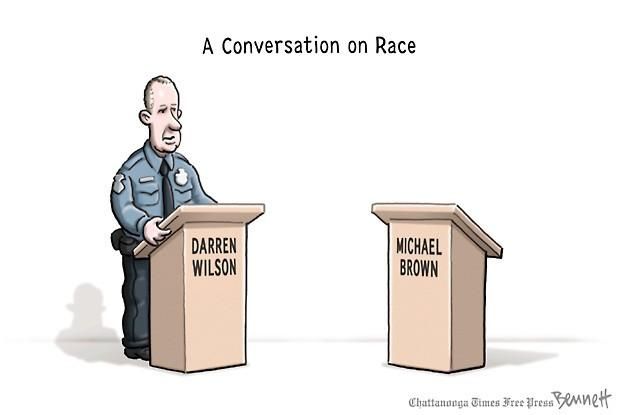 A Conversation on Race
DARREN
WILSON
MICHAEL
BROWN
Chattanooga Times Free Press Bennett